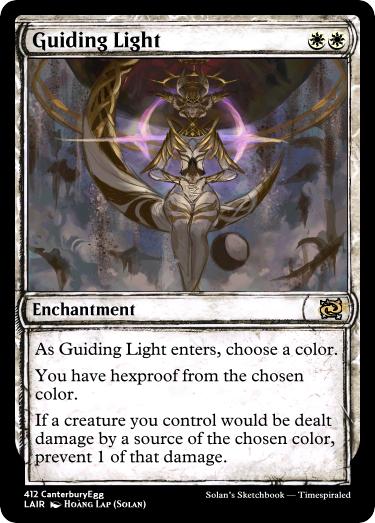 Guiding Light
Enchantment
As Guiding Light enters, choose a color.
You have hexproof from the chosen
color.
If a creature you control would be dealt
damage by a source of the chosen color,
prevent 1 of that damage.
412 CanterburyEgg
LAIR Hoàng Lap (Solan)
Solan's Sketchbook — Timespiraled